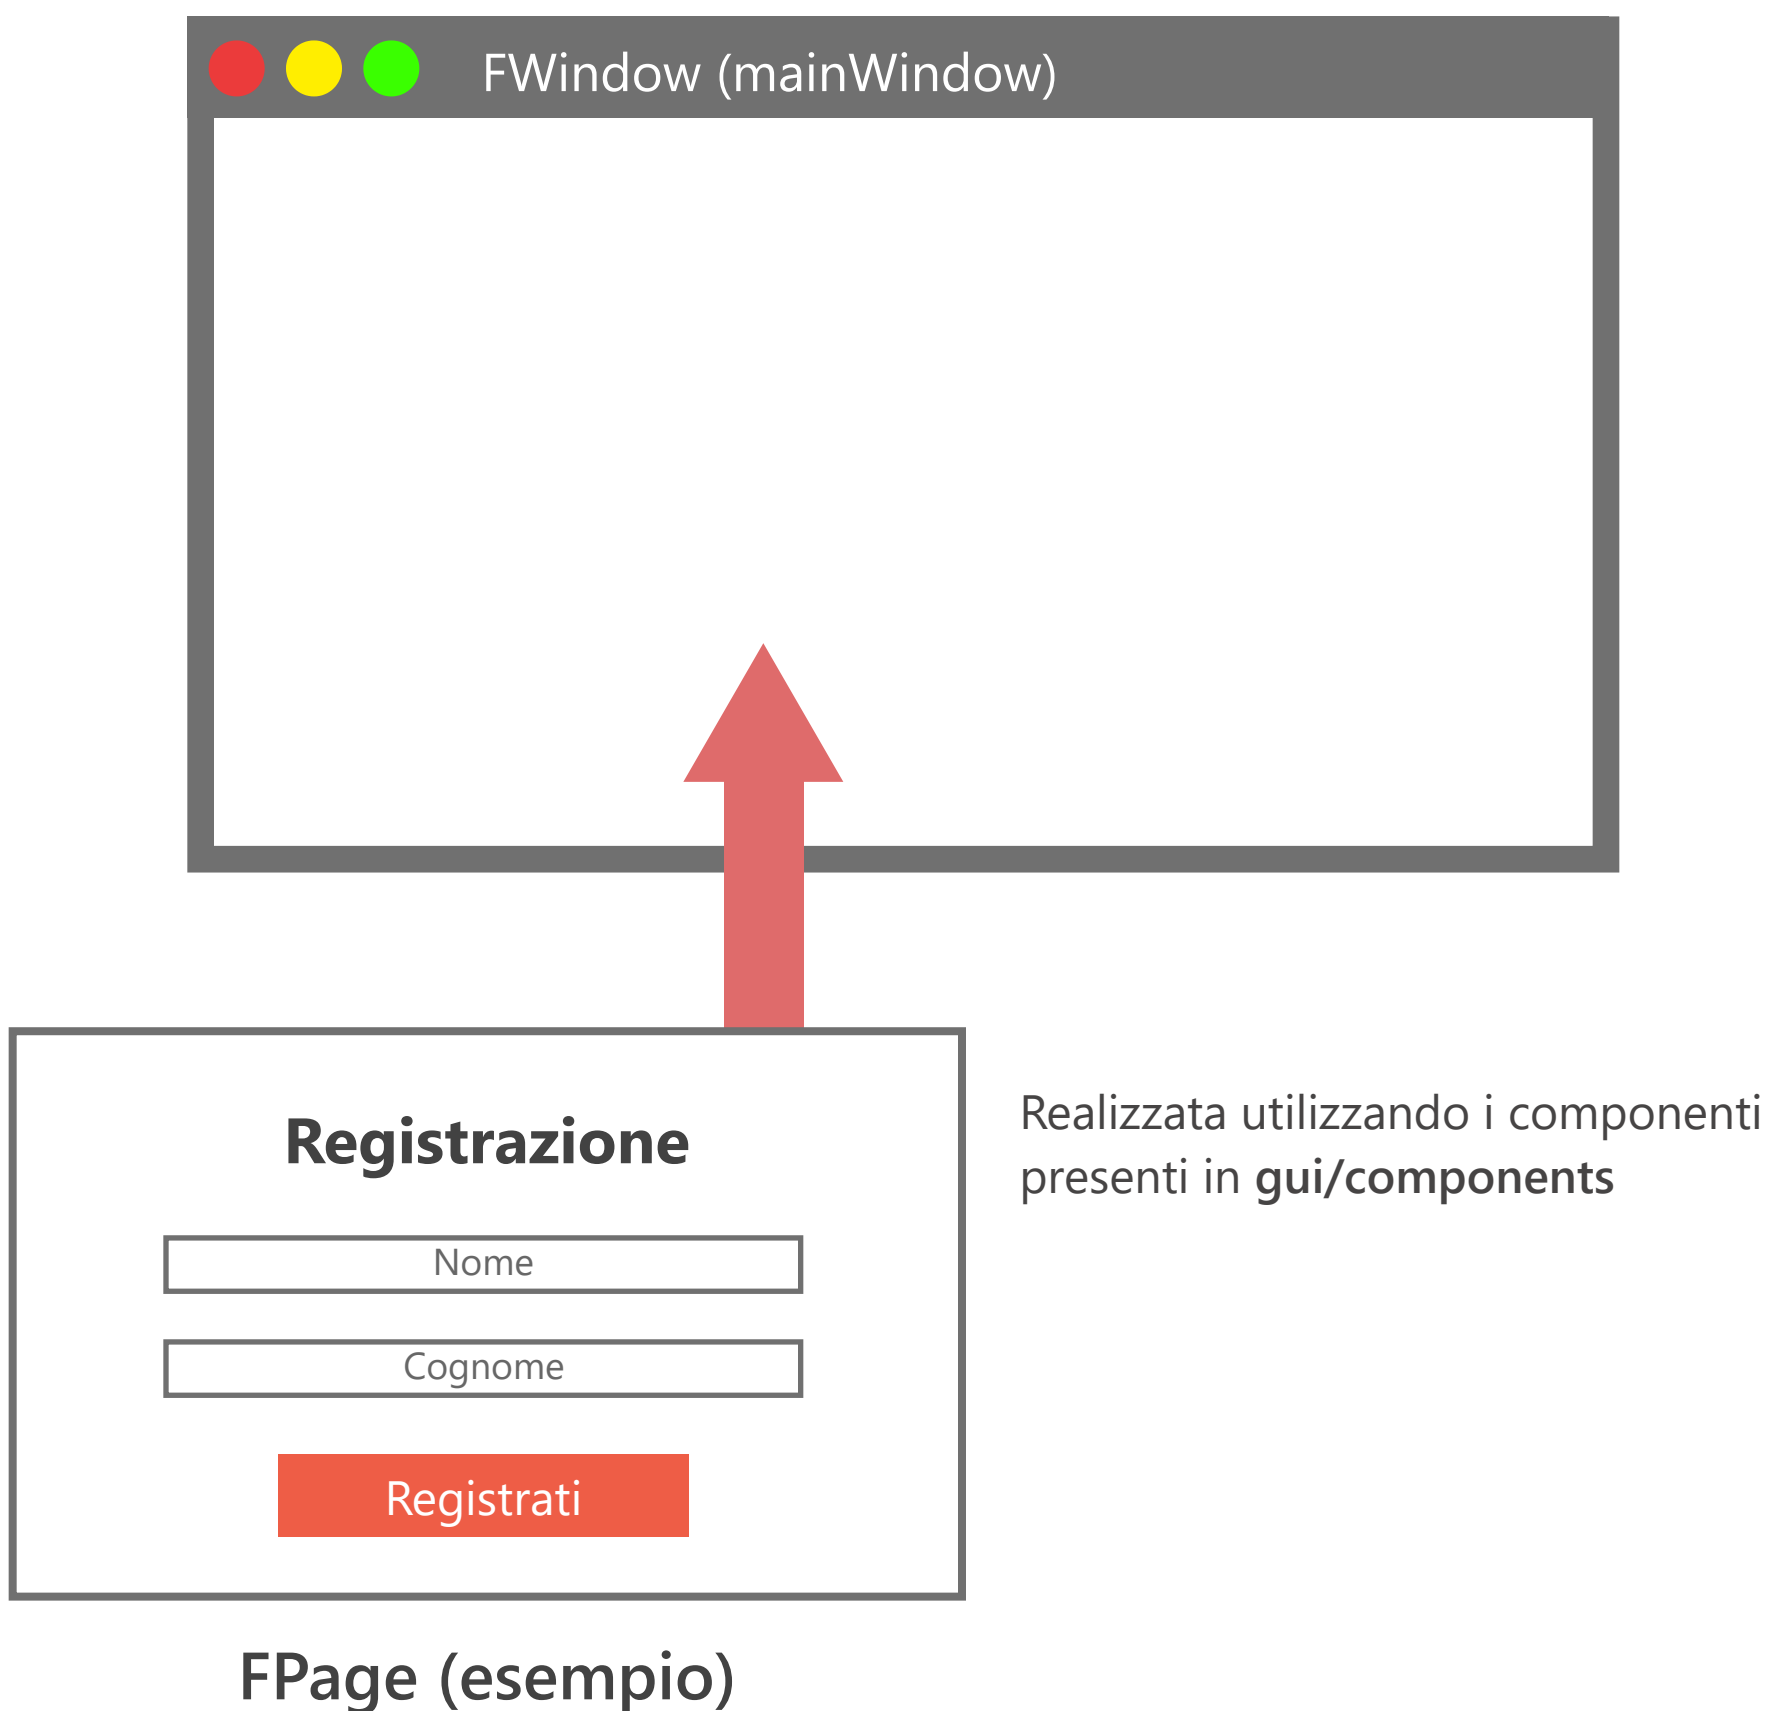 FWindow (mainWindow)
Registrazione
Nome
Cognome
Registrati
Realizzata utilizzando i componenti
presenti in gui/components
FPage (esempio)